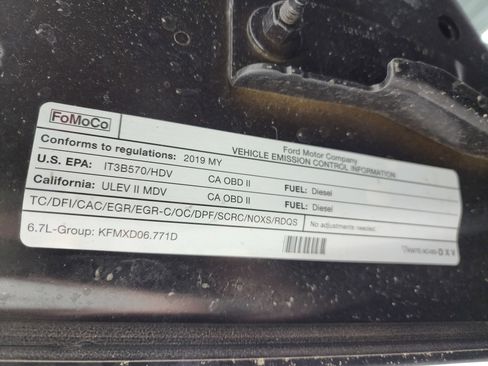 FoMoCo
Ford Motor Company
VEHICLE EMISSION CONTROL INFORMATION
Conforms to regulations: 2019 MY
U.S. EPA: IT3B570/HDV CA OBD II FUEL: Diesel
California: ULEV II MDV CA OBD II FUEL: Diesel
TC/DFI/CAC/EGR/EGR-C/OC/DPF/SCRC/NOXS/RDQS No adjustments needed.
6.7L-Group: KFMXD06.771D
D X V